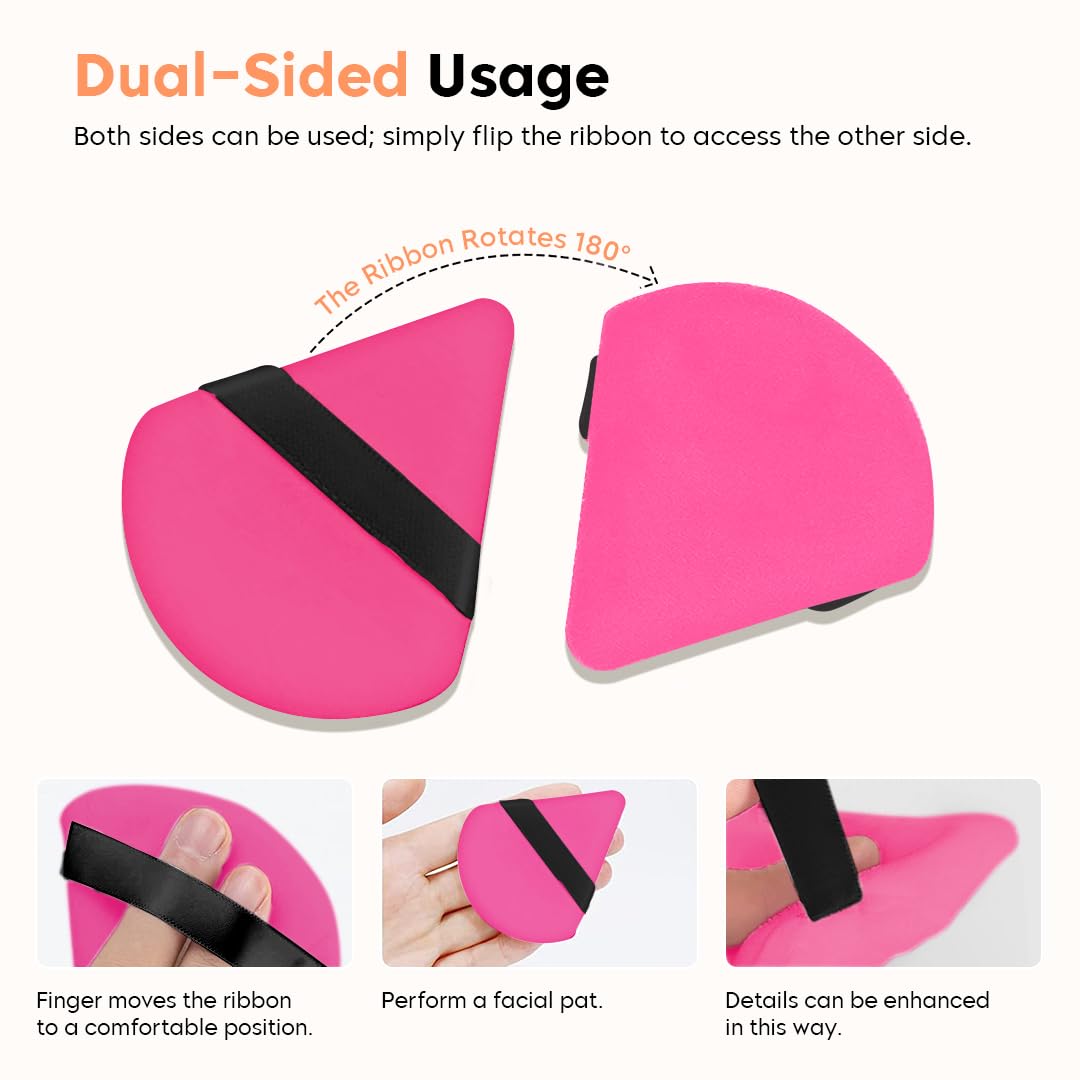 Dual-Sided Usage
Both sides can be used; simply flip the ribbon to access the other side.
The Ribbon Rotates 180°
Finger moves the ribbon
to a comfortable position.
Perform a facial pat.
Details can be enhanced
in this way.